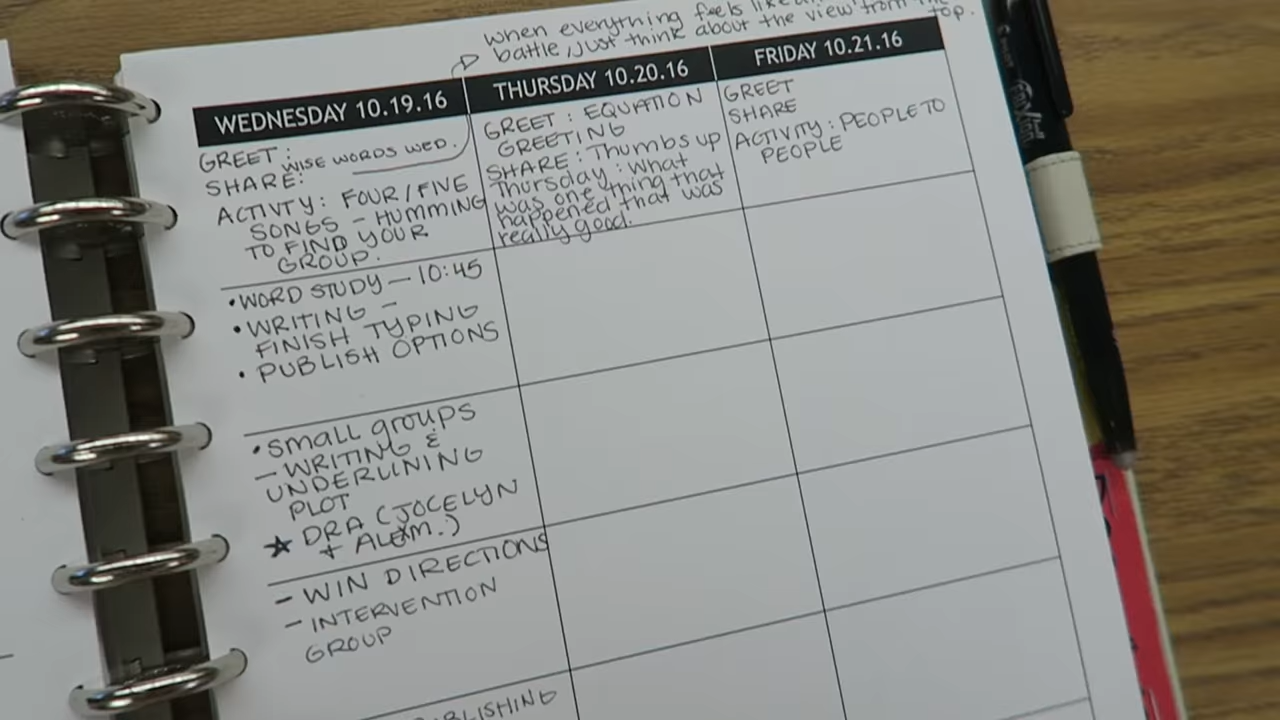 when everything feels like
battle, just think about the view from
top.
WEDNESDAY 10.19.16
GREET:
WISE WORDS WED.
SHARE:
ACTIVTY: FOUR/FIVE
SONGS - HUMMING
TO FIND YOUR
GROUP.
• WORD STUDY — 10:45
• WRITING -
FINISH TYPING
• PUBLISH OPTIONS
• Small groups
- WRITING &
UNDERLINING
PLOT
★ DRA (JOCELYN
+ ALEXM.)
- WIN DIRECTIONS
- INTERVENTION
GROUP
THURSDAY 10.20.16
GREET: EQUATION
GREETING
SHARE: Thumbs up
Thursday: What
was one thing that
happened that was
really good.
FRIDAY 10.21.16
GREET
SHARE
ACTIVITY: PEOPLE TO
PEOPLE